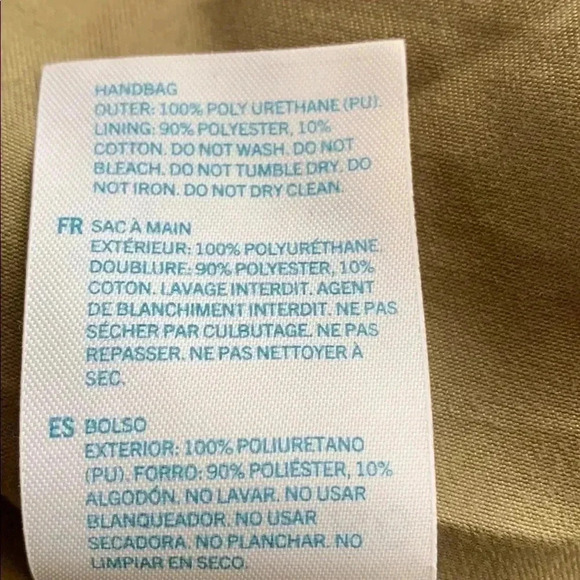 HANDBAG
OUTER: 100% POLY URETHANE (PU).
LINING: 90% POLYESTER, 10%
COTTON. DO NOT WASH. DO NOT
BLEACH. DO NOT TUMBLE DRY. DO
NOT IRON. DO NOT DRY CLEAN.
FR SAC À MAIN
EXTÉRIEUR: 100% POLYURÉTHANE.
DOUBLURE: 90% POLYESTER, 10%
COTON. LAVAGE INTERDIT. AGENT
DE BLANCHIMENT INTERDIT. NE PAS
SÉCHER PAR CULBUTAGE. NE PAS
REPASSER. NE PAS NETTOYER À
SEC.
ES BOLSO
EXTERIOR: 100% POLIURETANO
(PU). FORRO: 90% POLIÉSTER, 10%
ALGODÓN. NO LAVAR. NO USAR
BLANQUEADOR. NO USAR
SECADORA. NO PLANCHAR. NO
LIMPIAR EN SECO.